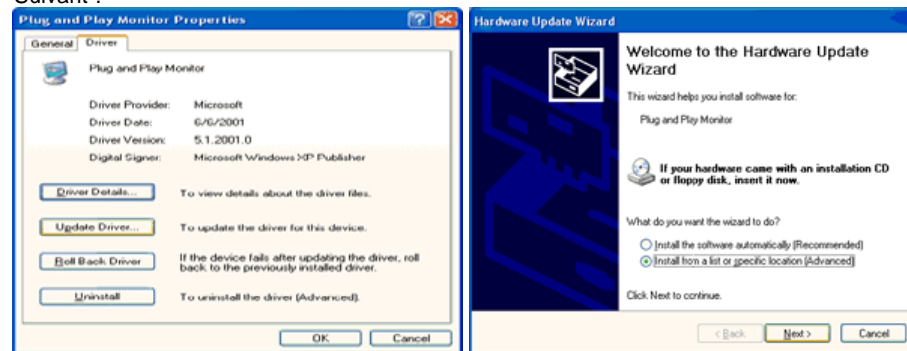 Suivant".
Plug and Play Monitor Properties
General
Driver
Plug and Play Monitor
Driver Provider: Microsoft
Driver Date: 6/6/2001
Driver Version: 5.1.2001.0
Digital Signer: Microsoft Windows XP Publisher
Driver Details... To view details about the driver files.
Update Driver... To update the driver for this device.
Roll Back Driver If the device fails after updating the driver, roll
back to the previously installed driver.
Uninstall To uninstall the driver (Advanced).
OK Cancel
Hardware Update Wizard
Welcome to the Hardware Update
Wizard
This wizard helps you install software for:
Plug and Play Monitor
If your hardware came with an installation CD
or floppy disk, insert it now.
What do you want the wizard to do?
Install the software automatically (Recommended)
Install from a list or specific location (Advanced)
Click Next to continue.
< Back Next > Cancel